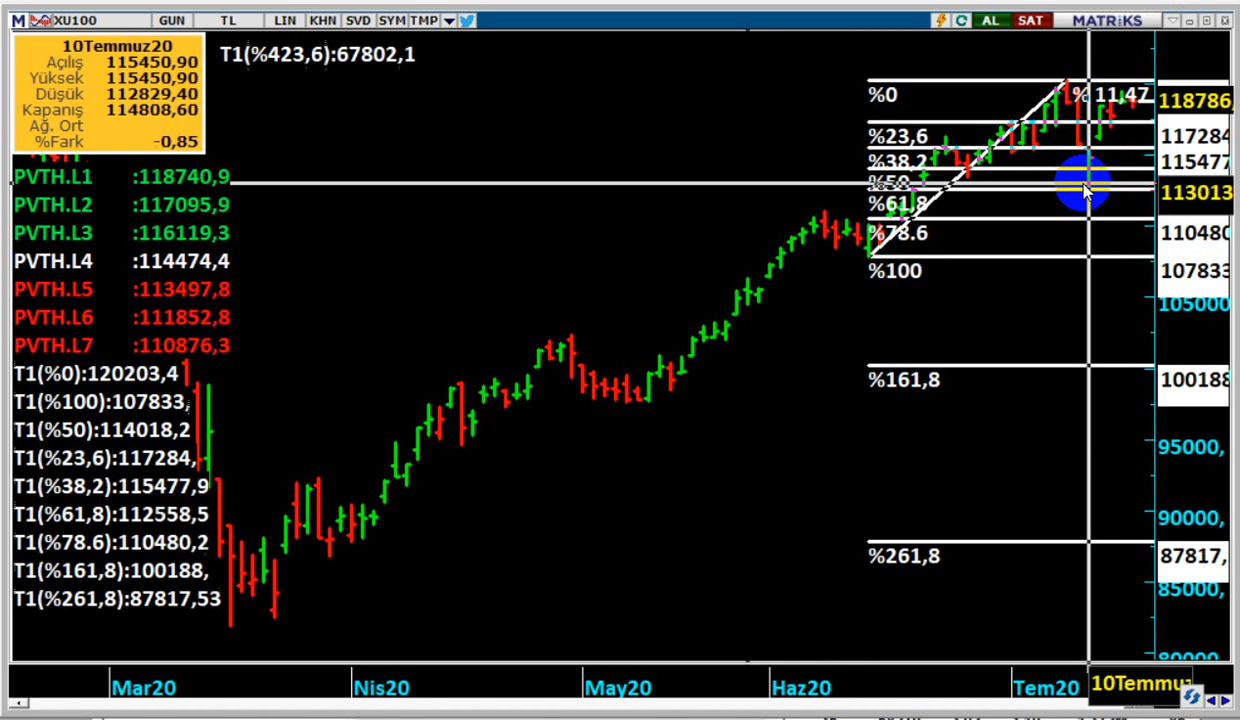 M XU100 GUN TL LIN KHN SVD SYM TMP AL SAT MATRiKS
10Temmuz20
Açılış 115450,90
Yüksek 115450,90
Düşük 112829,40
Kapanış 114808,60
Ağ. Ort
%Fark -0,85
T1(%423,6):67802,1
PVTH.L1 :118740,9
PVTH.L2 :117095,9
PVTH.L3 :116119,3
PVTH.L4 :114474,4
PVTH.L5 :113497,8
PVTH.L6 :111852,8
PVTH.L7 :110876,3
T1(%0):120203,4
T1(%100):107833,
T1(%50):114018,2
T1(%23,6):117284,
T1(%38,2):115477,9
T1(%61,8):112558,5
T1(%78.6):110480,2
T1(%161,8):100188,
T1(%261,8):87817,53
%0
% 11,47
%23,6
%38,2
%50
%61,8
%78.6
%100
%161,8
%261,8
118786,
117284
115477
113013
110480
107833
105000
100188
95000,
90000,
87817,
85000,
80000
Mar20 Nis20 May20 Haz20 Tem20 10Temmuz